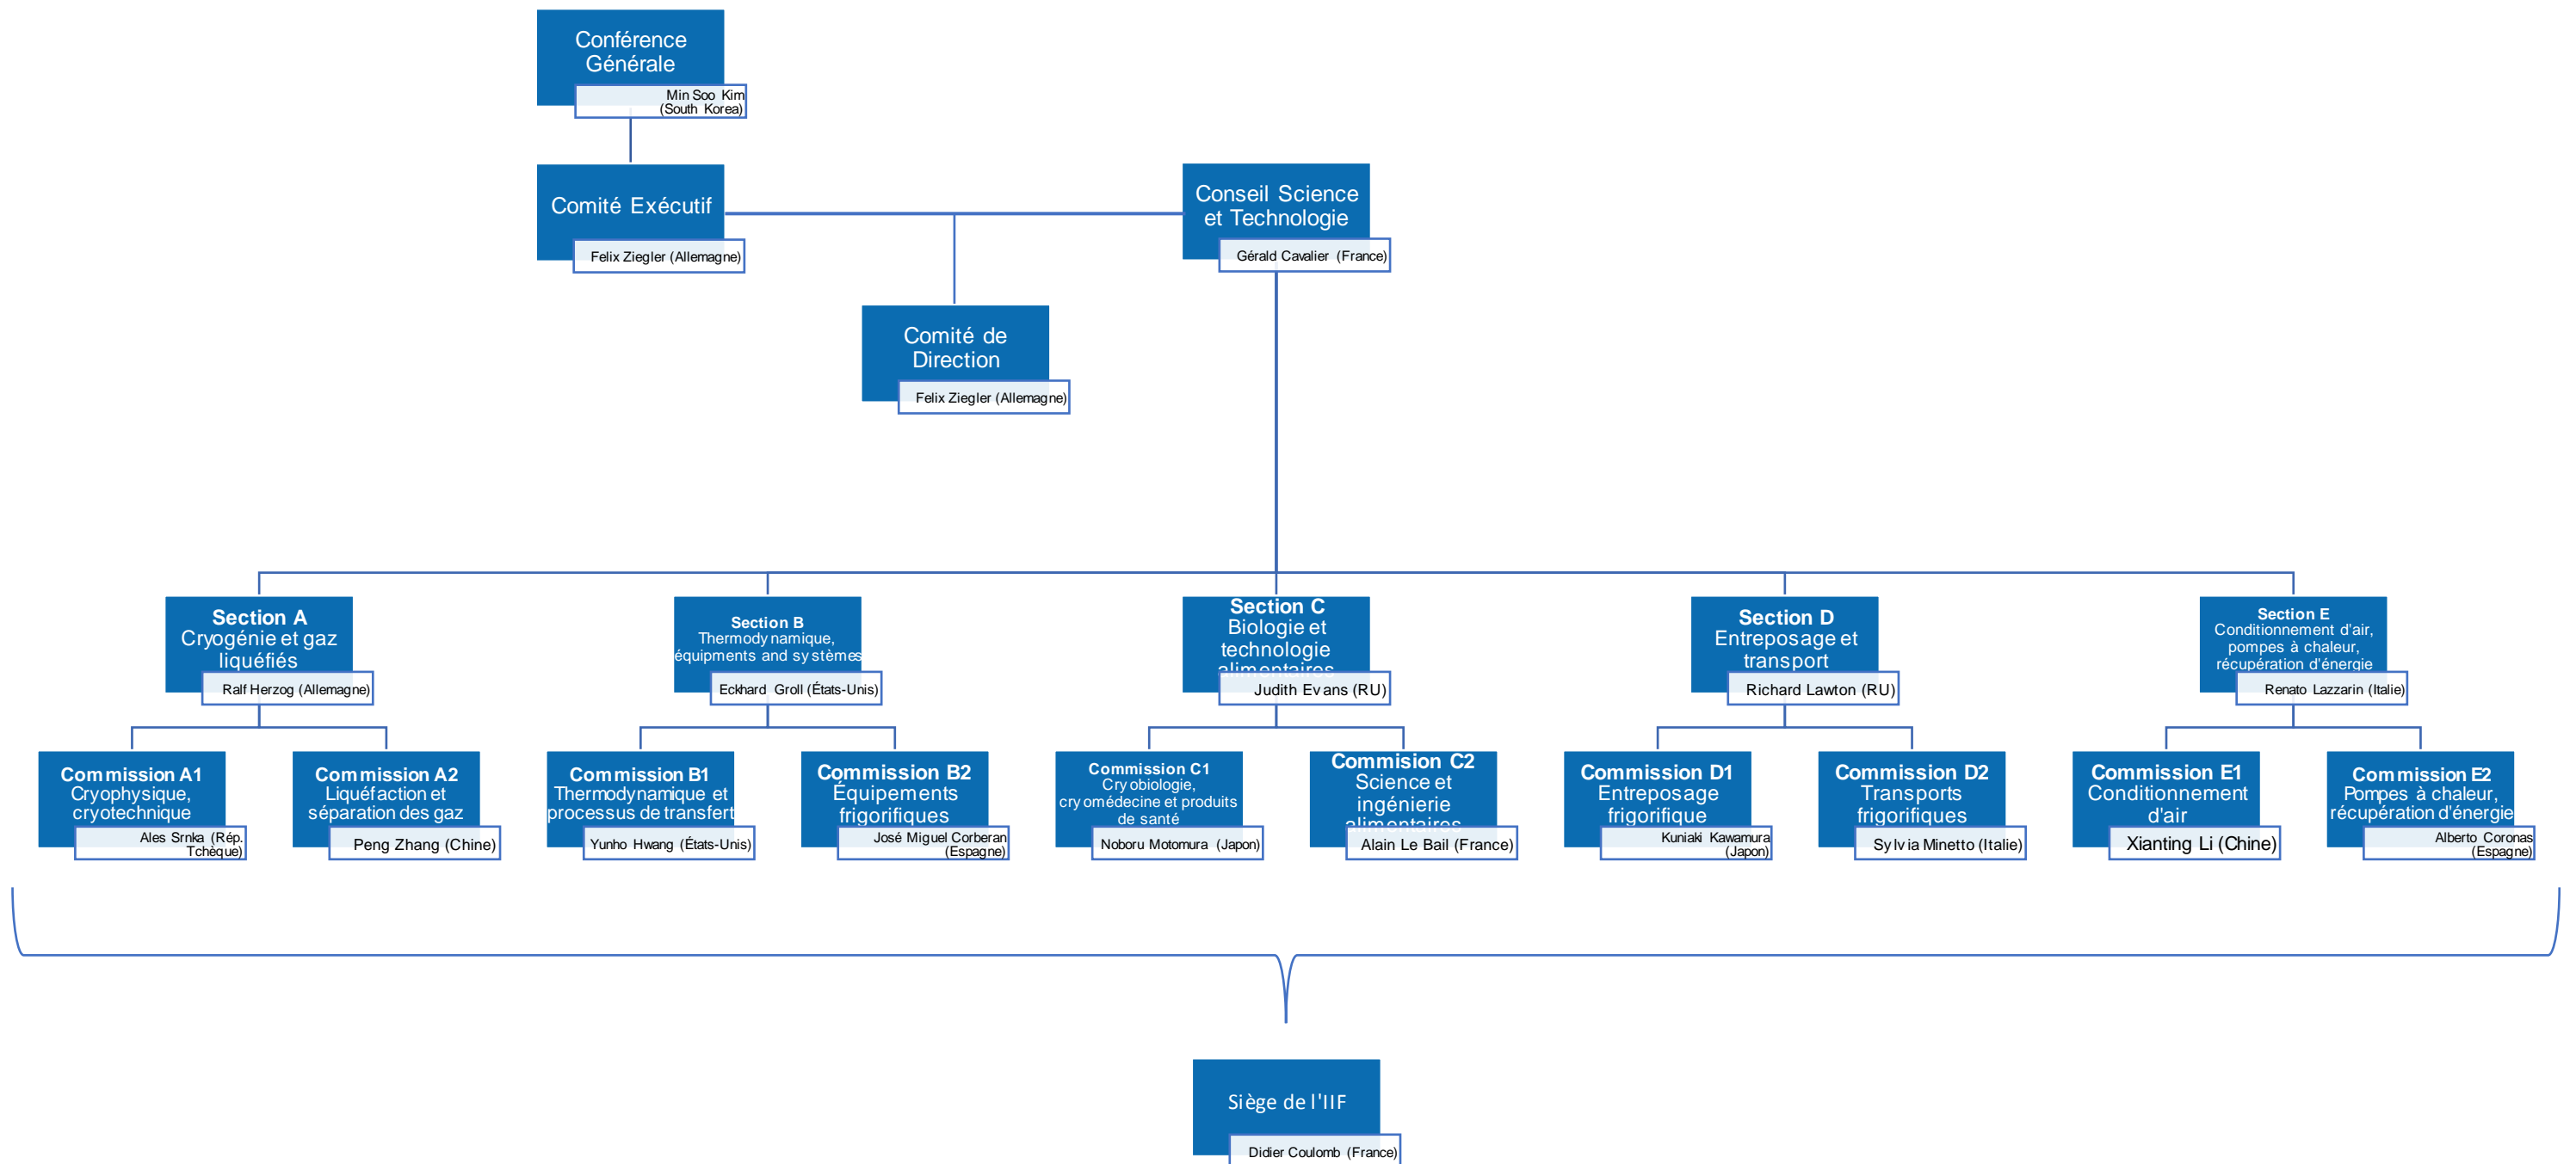 Conférence
Générale
Min Soo Kim
(South Korea)
Comité Exécutif
Felix Ziegler (Allemagne)
Conseil Science
et Technologie
Gérald Cavalier (France)
Comité de
Direction
Felix Ziegler (Allemagne)
Section A
Cryogénie et gaz
liquéfiés
Ralf Herzog (Allemagne)
Section B
Thermodynamique,
équipments and systèmes
Eckhard Groll (États-Unis)
Section C
Biologie et
technologie
alimentaires
Judith Evans (RU)
Section D
Entreposage et
transport
Richard Lawton (RU)
Section E
Conditionnement d'air,
pompes à chaleur,
récupération d'énergie
Renato Lazzarin (Italie)
Commission A1
Cryophysique,
cryotechnique
Ales Srnka (Rép.
Tchèque)
Commission A2
Liquéfaction et
séparation des gaz
Peng Zhang (Chine)
Commission B1
Thermodynamique et
processus de transfert
Yunho Hwang (États-Unis)
Commission B2
Équipements
frigorifiques
José Miguel Corberan
(Espagne)
Commission C1
Cryobiologie,
cryomédecine et produits
de santé
Noboru Motomura (Japon)
Commision C2
Science et
ingénierie
alimentaires
Alain Le Bail (France)
Commission D1
Entreposage
frigorifique
Kuniaki Kawamura
(Japon)
Commission D2
Transports
frigorifiques
Sylvia Minetto (Italie)
Commission E1
Conditionnement
d'air
Xianting Li (Chine)
Commission E2
Pompes à chaleur,
récupération d'énergie
Alberto Coronas
(Espagne)
Siège de l'IIF
Didier Coulomb (France)